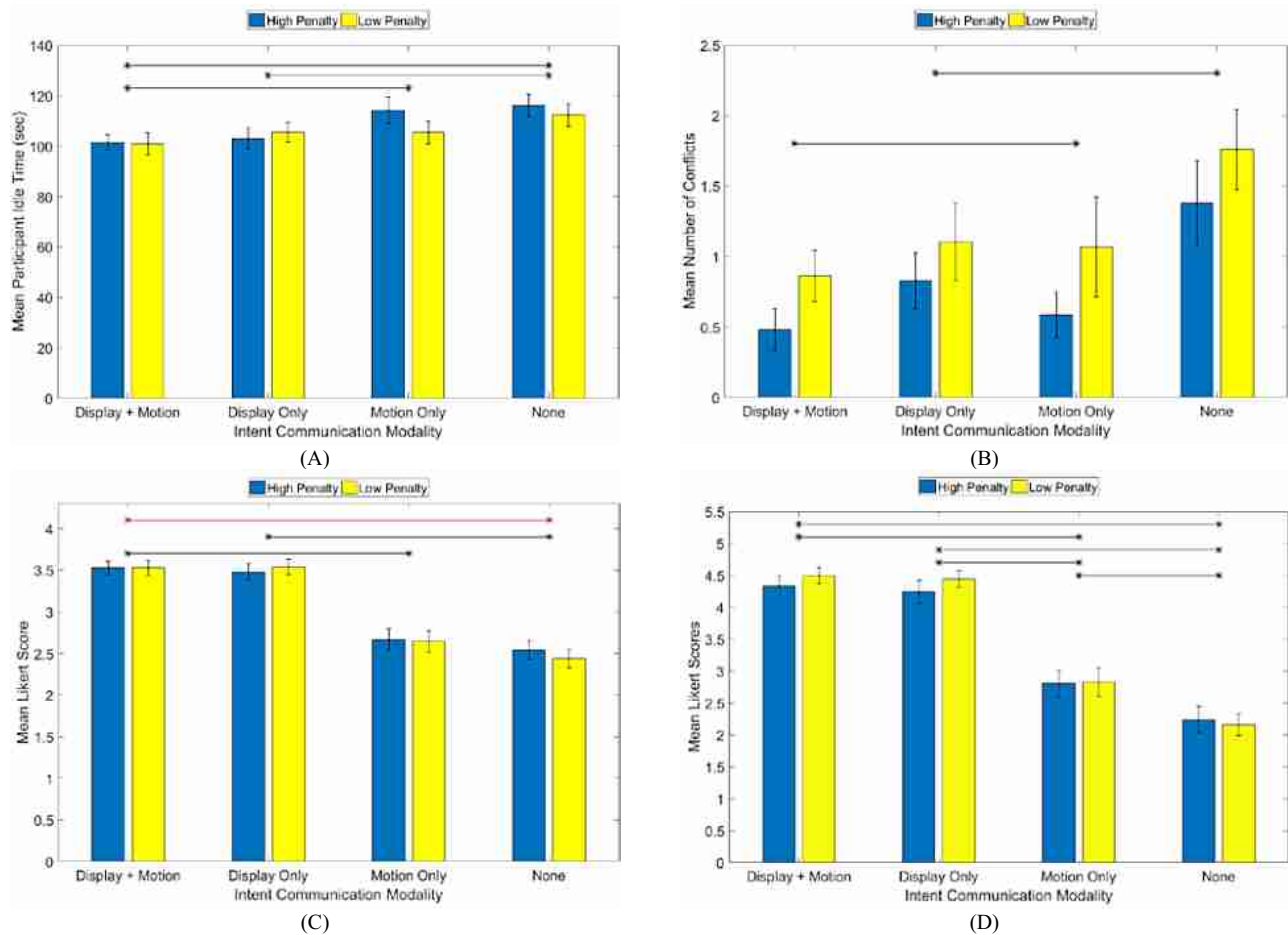 High Penalty Low Penalty
140
120
100
80
60
40
20
0
Mean Participant Idle Time (sec)
Display + Motion Display Only Motion Only None
Intent Communication Modality
(A)
High Penalty Low Penalty
2.5
2
1.5
1
0.5
0
Mean Number of Conflicts
Display + Motion Display Only Motion Only None
Intent Communication Modality
(B)
High Penalty Low Penalty
4
3.5
3
2.5
2
1.5
1
0.5
0
Mean Likert Score
Display + Motion Display Only Motion Only None
Intent Communication Modality
(C)
High Penalty Low Penalty
5.5
5
4.5
4
3.5
3
2.5
2
1.5
1
0.5
0
Mean Likert Scores
Display + Motion Display Only Motion Only None
Intent Communication Modality
(D)